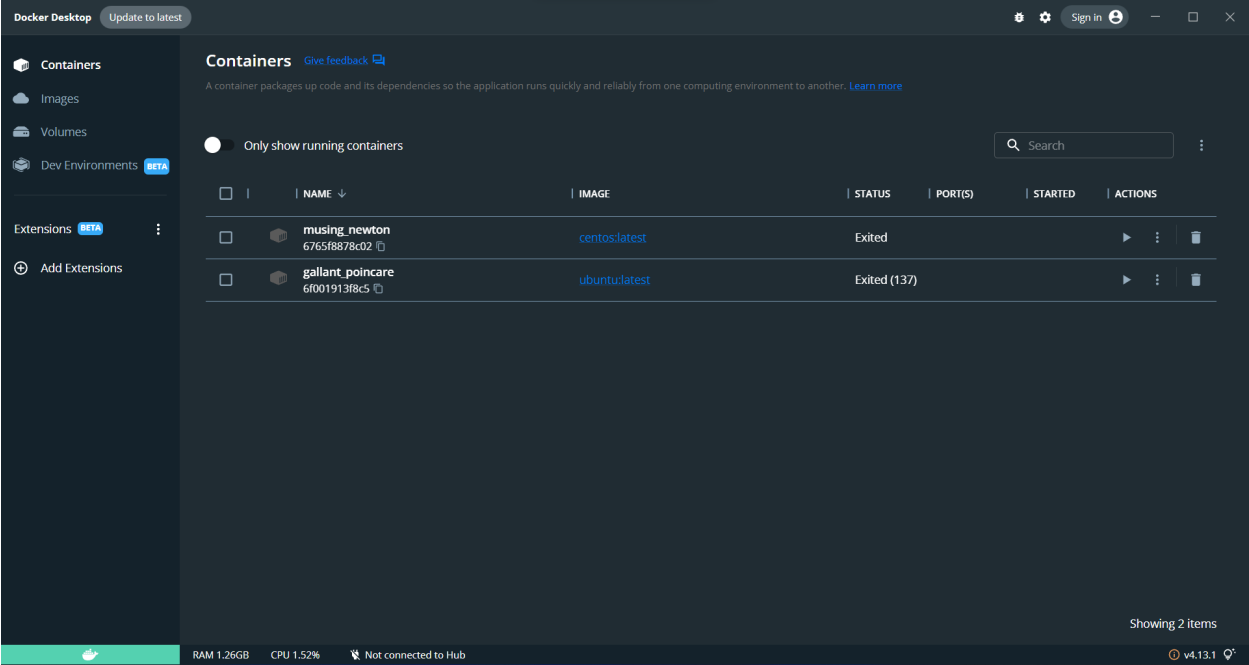 Docker Desktop Update to latest Sign in
Containers
Images
Volumes
Dev Environments BETA
Extensions BETA
Add Extensions
Containers Give feedback
A container packages up code and its dependencies so the application runs quickly and reliably from one computing environment to another. Learn more
Only show running containers Search
NAME IMAGE STATUS PORT(S) STARTED ACTIONS
musing_newton centos:latest Exited
6765f8878c02
gallant_poincare ubuntu:latest Exited (137)
6f001913f8c5
Showing 2 items
RAM 1.26GB CPU 1.52% Not connected to Hub v4.13.1